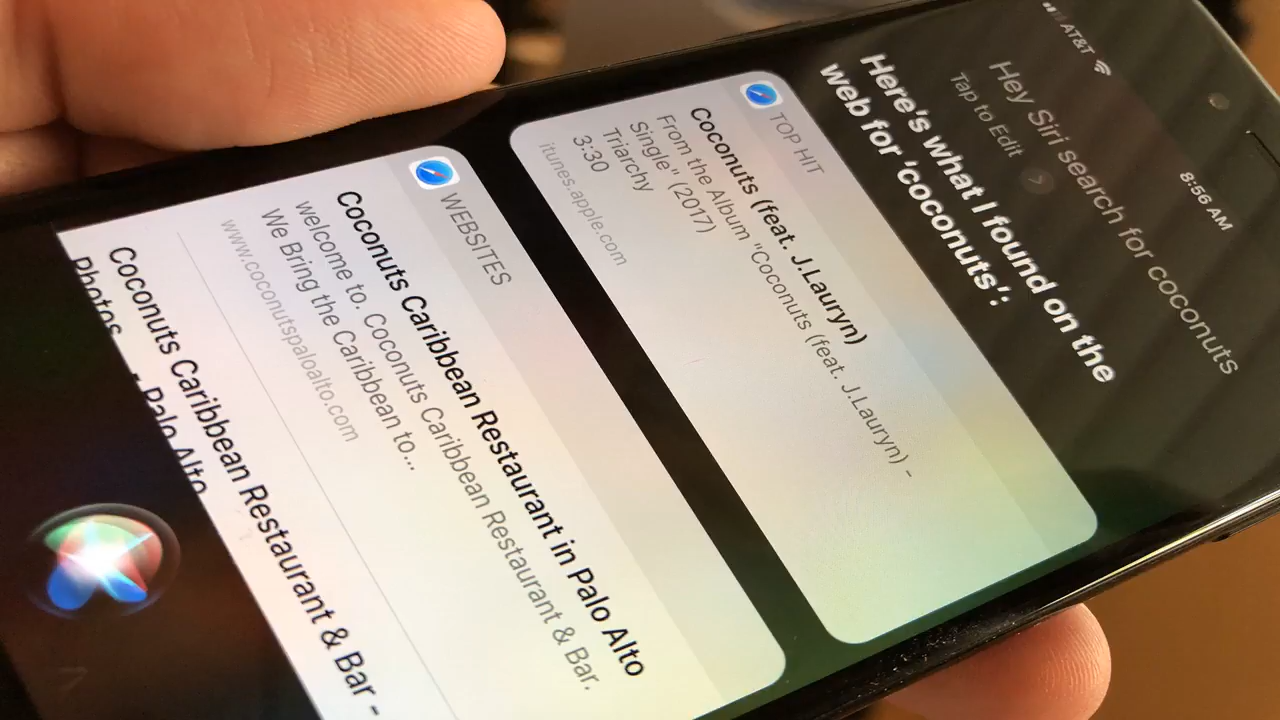 AT&T
8:56 AM
Hey Siri search for coconuts
Tap to Edit
Here's what I found on the
web for 'coconuts':
TOP HIT
Coconuts (feat. J.Lauryn)
From the Album "Coconuts (feat. J.Lauryn) -
Single" (2017)
Triarchy
3:30
itunes.apple.com
WEBSITES
Coconuts Caribbean Restaurant in Palo Alto
welcome to. Coconuts Caribbean Restaurant & Bar.
We Bring the Caribbean to...
www.coconutspaloalto.com
Coconuts Caribbean Restaurant & Bar -
Photos - Palo Alto